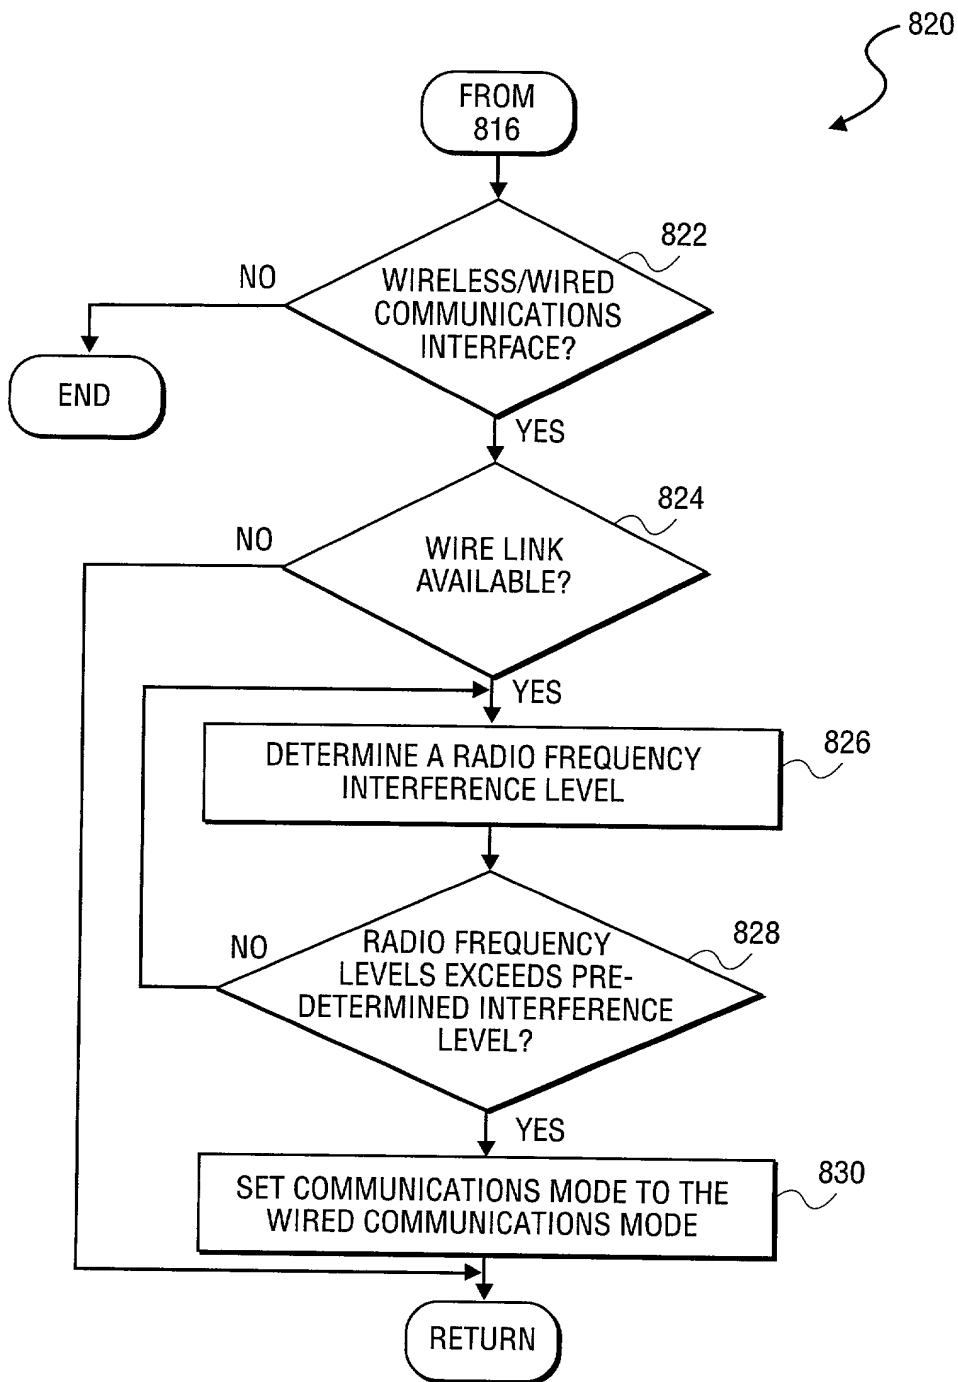 820
FROM
816
822
NO
WIRELESS/WIRED
COMMUNICATIONS
INTERFACE?
END
YES
824
NO
WIRE LINK
AVAILABLE?
YES
826
DETERMINE A RADIO FREQUENCY
INTERFERENCE LEVEL
828
NO
RADIO FREQUENCY
LEVELS EXCEEDS PRE-
DETERMINED INTERFERENCE
LEVEL?
YES
830
SET COMMUNICATIONS MODE TO THE
WIRED COMMUNICATIONS MODE
RETURN